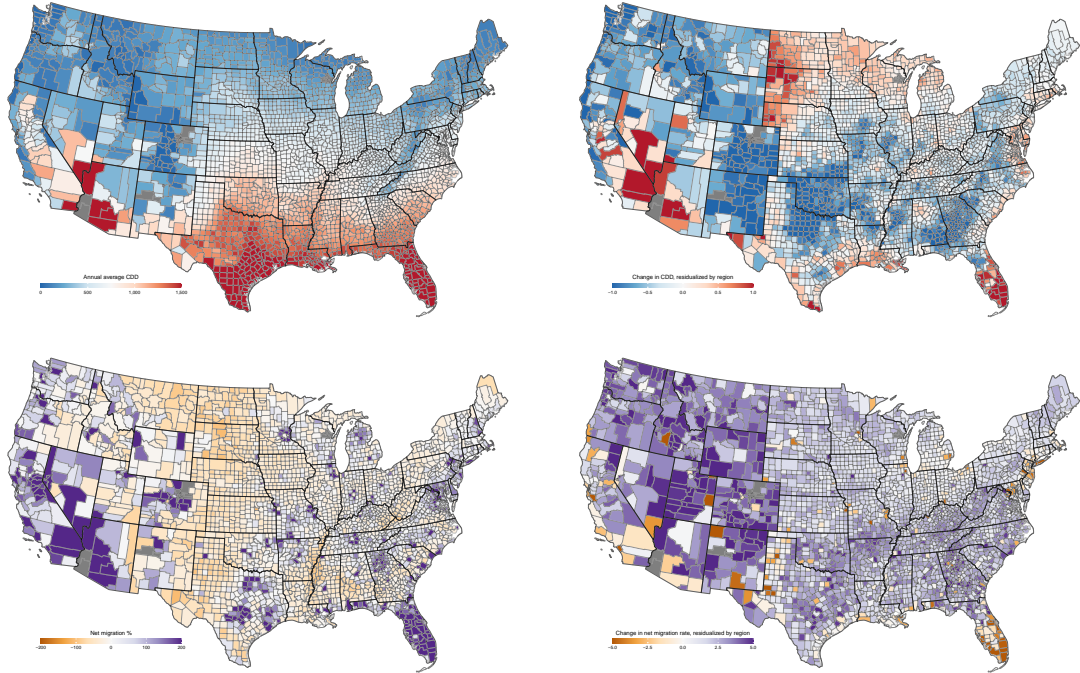 Annual average CDD
0 500 1,000 1,500
Change in CDD, residualized by region
−1.0 −0.5 0.0 0.5 1.0
Net migration %
−200 −100 0 100 200
Change in net migration rate, residualized by region
−5.0 −2.5 0.0 2.5 5.0